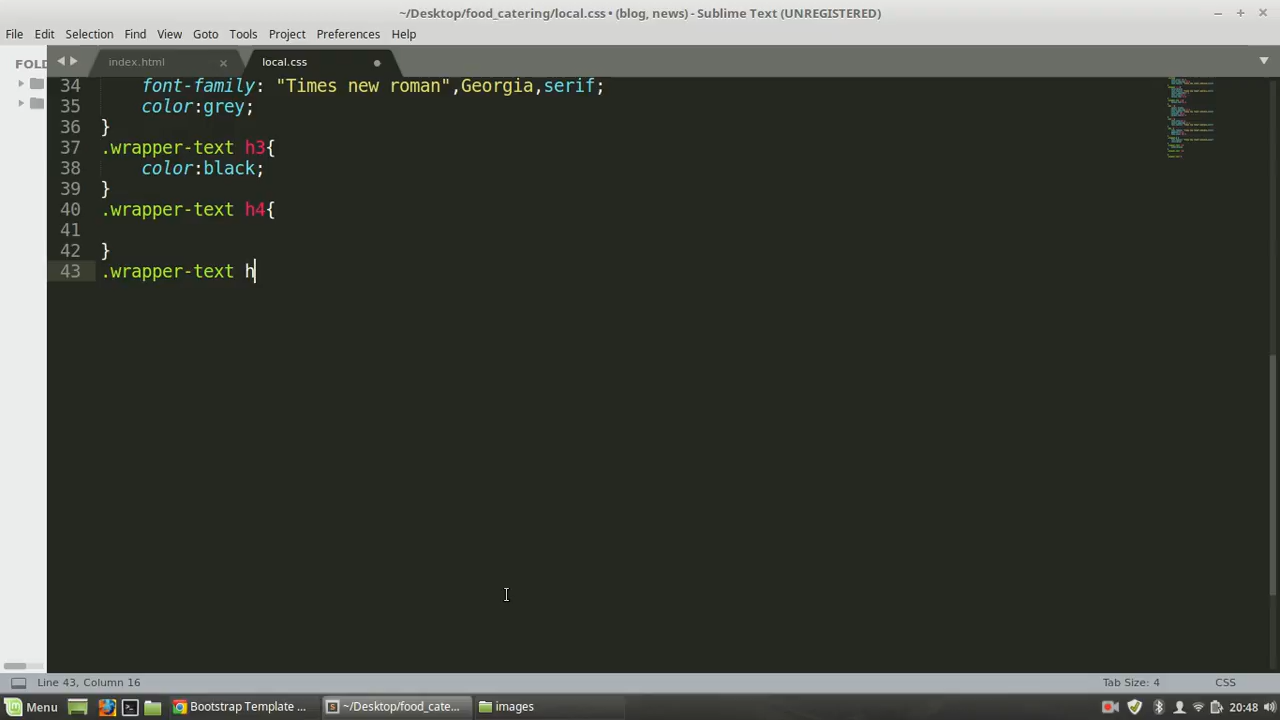 ~/Desktop/food_catering/local.css • (blog, news) - Sublime Text (UNREGISTERED)
File Edit Selection Find View Goto Tools Project Preferences Help
FOLD
index.html
local.css
34 font-family: "Times new roman",Georgia,serif;
35 color:grey;
36 }
37 .wrapper-text h3{
38 color:black;
39 }
40 .wrapper-text h4{
41
42 }
43 .wrapper-text h
Line 43, Column 16
Tab Size: 4
CSS
Menu
Bootstrap Template ...
~/Desktop/food_cate...
images
20:48